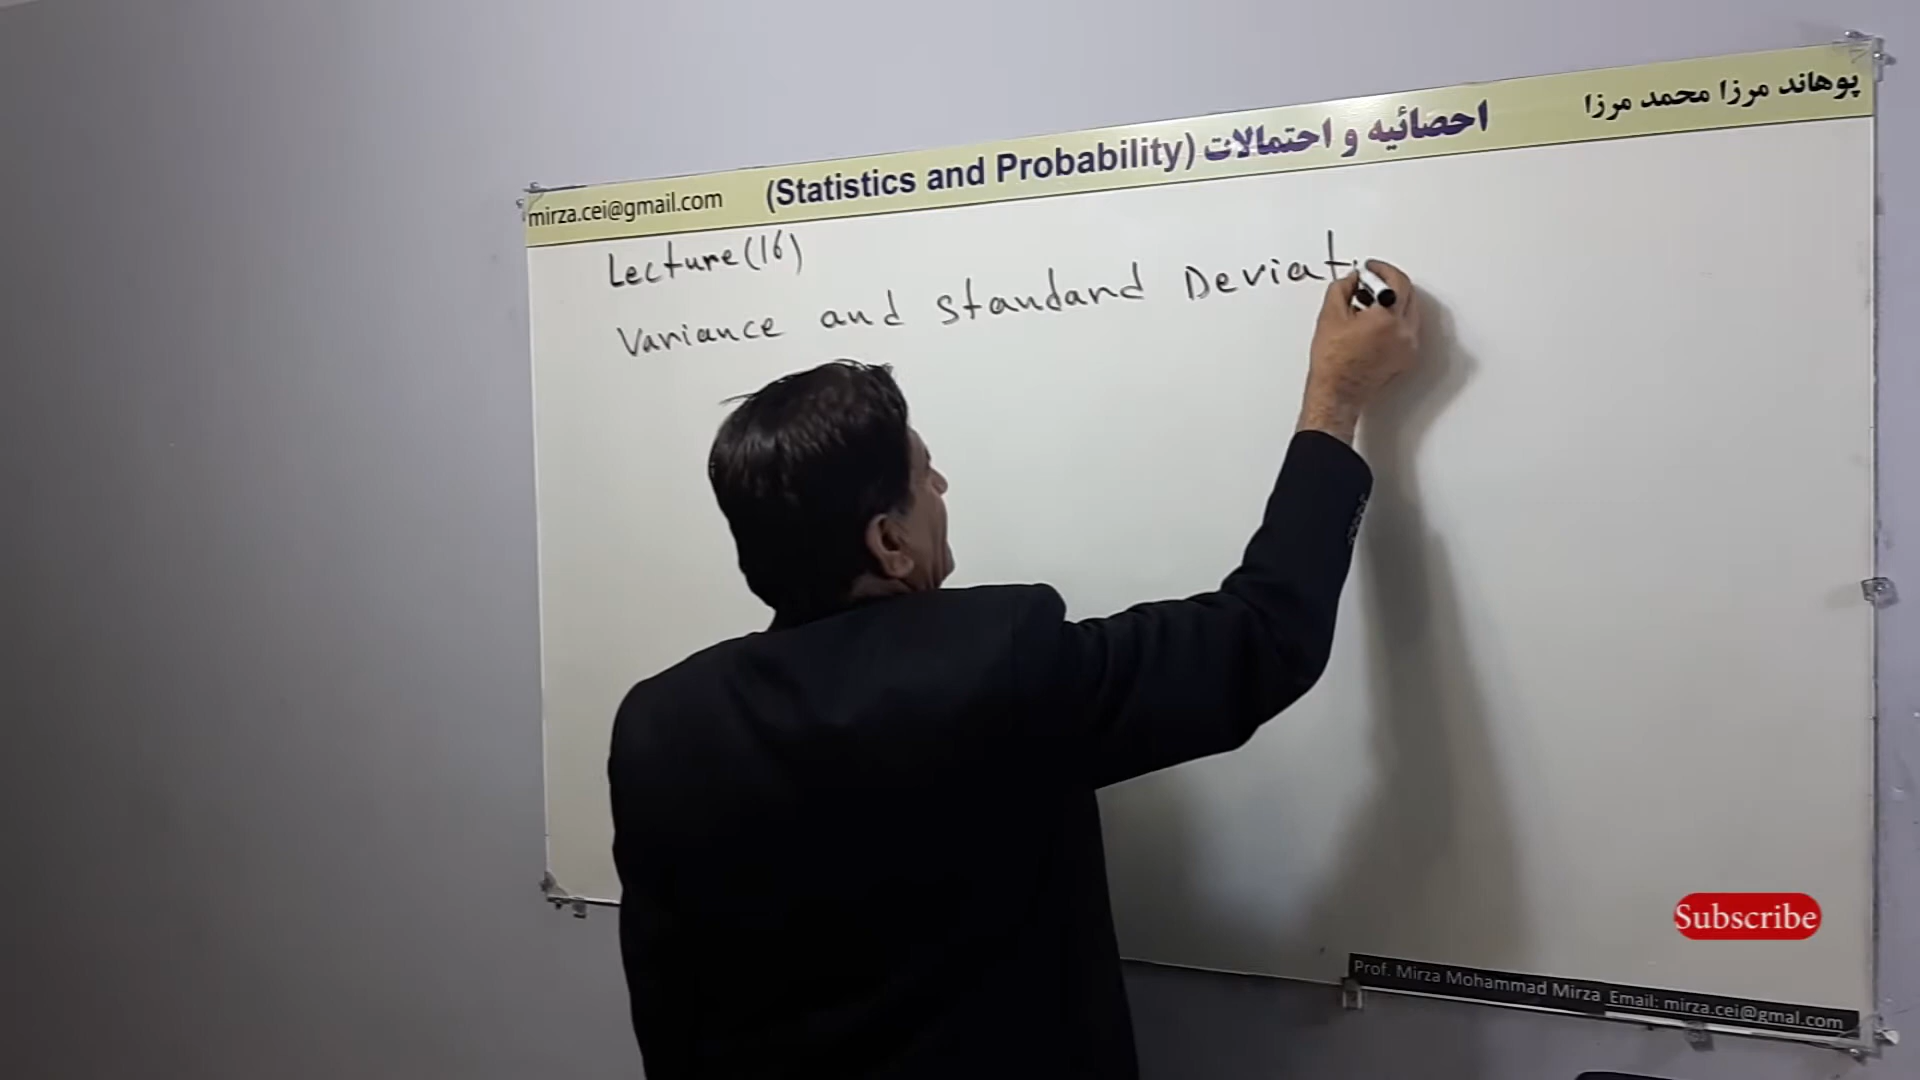 پوهاند مرزا محمد مرزا
احصائیه و احتمالات (Statistics and Probability)
mirza.cei@gmail.com
Lecture (16)
Variance and Standard Deviati
Subscribe
Prof. Mirza Mohammad Mirza Email: mirza.cei@gmal.com